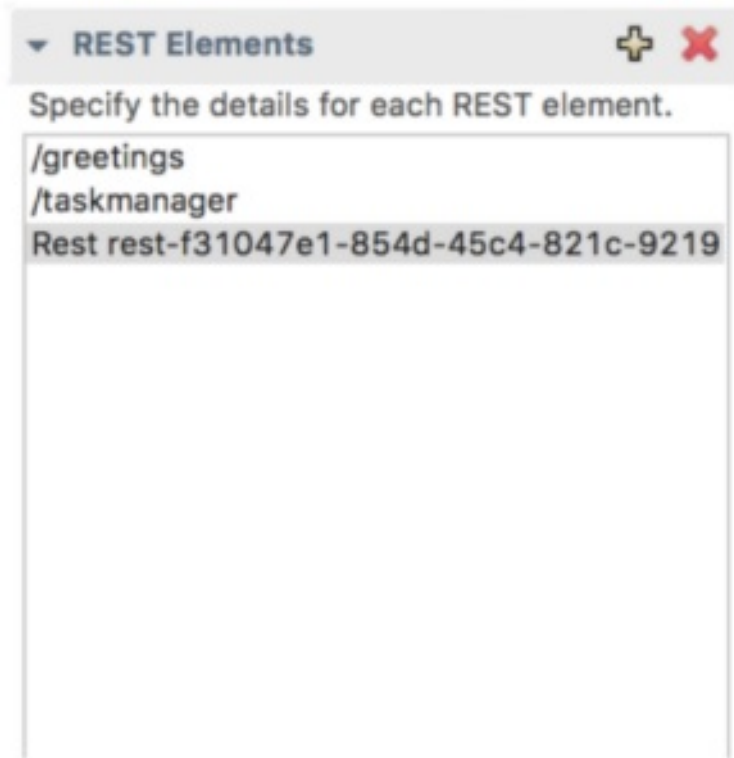 REST Elements
Specify the details for each REST element.
/greetings
/taskmanager
Rest rest-f31047e1-854d-45c4-821c-9219